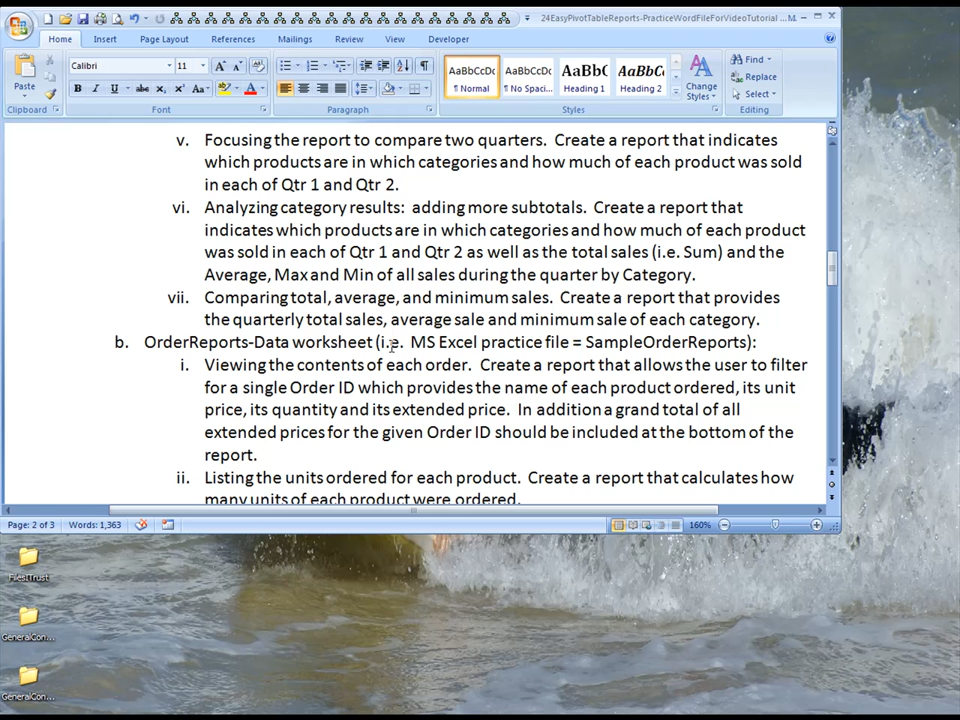 24EasyPivotTableReports-PracticeWordFileForVideoTutorial ... M...
Home Insert Page Layout References Mailings Review View Developer
Paste
Calibri 11
AaBbCcDc AaBbCcDc AaBbC AaBbCc
¶ Normal ¶ No Spaci... Heading 1 Heading 2
Change Styles
Find
Replace
Select
Clipboard Font Paragraph Styles Editing
v. Focusing the report to compare two quarters. Create a report that indicates
which products are in which categories and how much of each product was sold
in each of Qtr 1 and Qtr 2.
vi. Analyzing category results: adding more subtotals. Create a report that
indicates which products are in which categories and how much of each product
was sold in each of Qtr 1 and Qtr 2 as well as the total sales (i.e. Sum) and the
Average, Max and Min of all sales during the quarter by Category.
vii. Comparing total, average, and minimum sales. Create a report that provides
the quarterly total sales, average sale and minimum sale of each category.
b. OrderReports-Data worksheet (i.e. MS Excel practice file = SampleOrderReports):
i. Viewing the contents of each order. Create a report that allows the user to filter
for a single Order ID which provides the name of each product ordered, its unit
price, its quantity and its extended price. In addition a grand total of all
extended prices for the given Order ID should be included at the bottom of the
report.
ii. Listing the units ordered for each product. Create a report that calculates how
many units of each product were ordered.
Page: 2 of 3 Words: 1,363 160%
FilesITrust
GeneralCon...
GeneralCon...